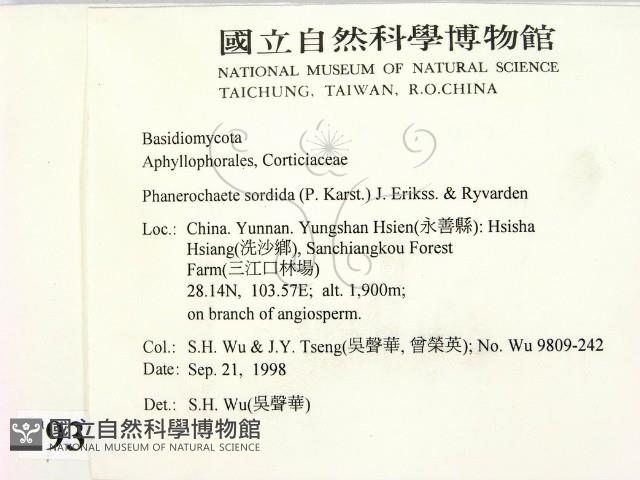 國立自然科學博物館
NATIONAL MUSEUM OF NATURAL SCIENCE
TAICHUNG, TAIWAN, R.O.CHINA
Basidiomycota
Aphyllophorales, Corticiaceae
Phanerochaete sordida (P. Karst.) J. Erikss. & Ryvarden
Loc.: China. Yunnan. Yungshan Hsien(永善縣): Hsisha
Hsiang(洗沙鄉), Sanchiangkou Forest
Farm(三江口林場)
28.14N, 103.57E; alt. 1,900m;
on branch of angiosperm.
Col.: S.H. Wu & J.Y. Tseng(吳聲華, 曾榮英); No. Wu 9809-242
Date: Sep. 21, 1998
Det.: S.H. Wu(吳聲華)
93
國立自然科學博物館
NATIONAL MUSEUM OF NATURAL SCIENCE